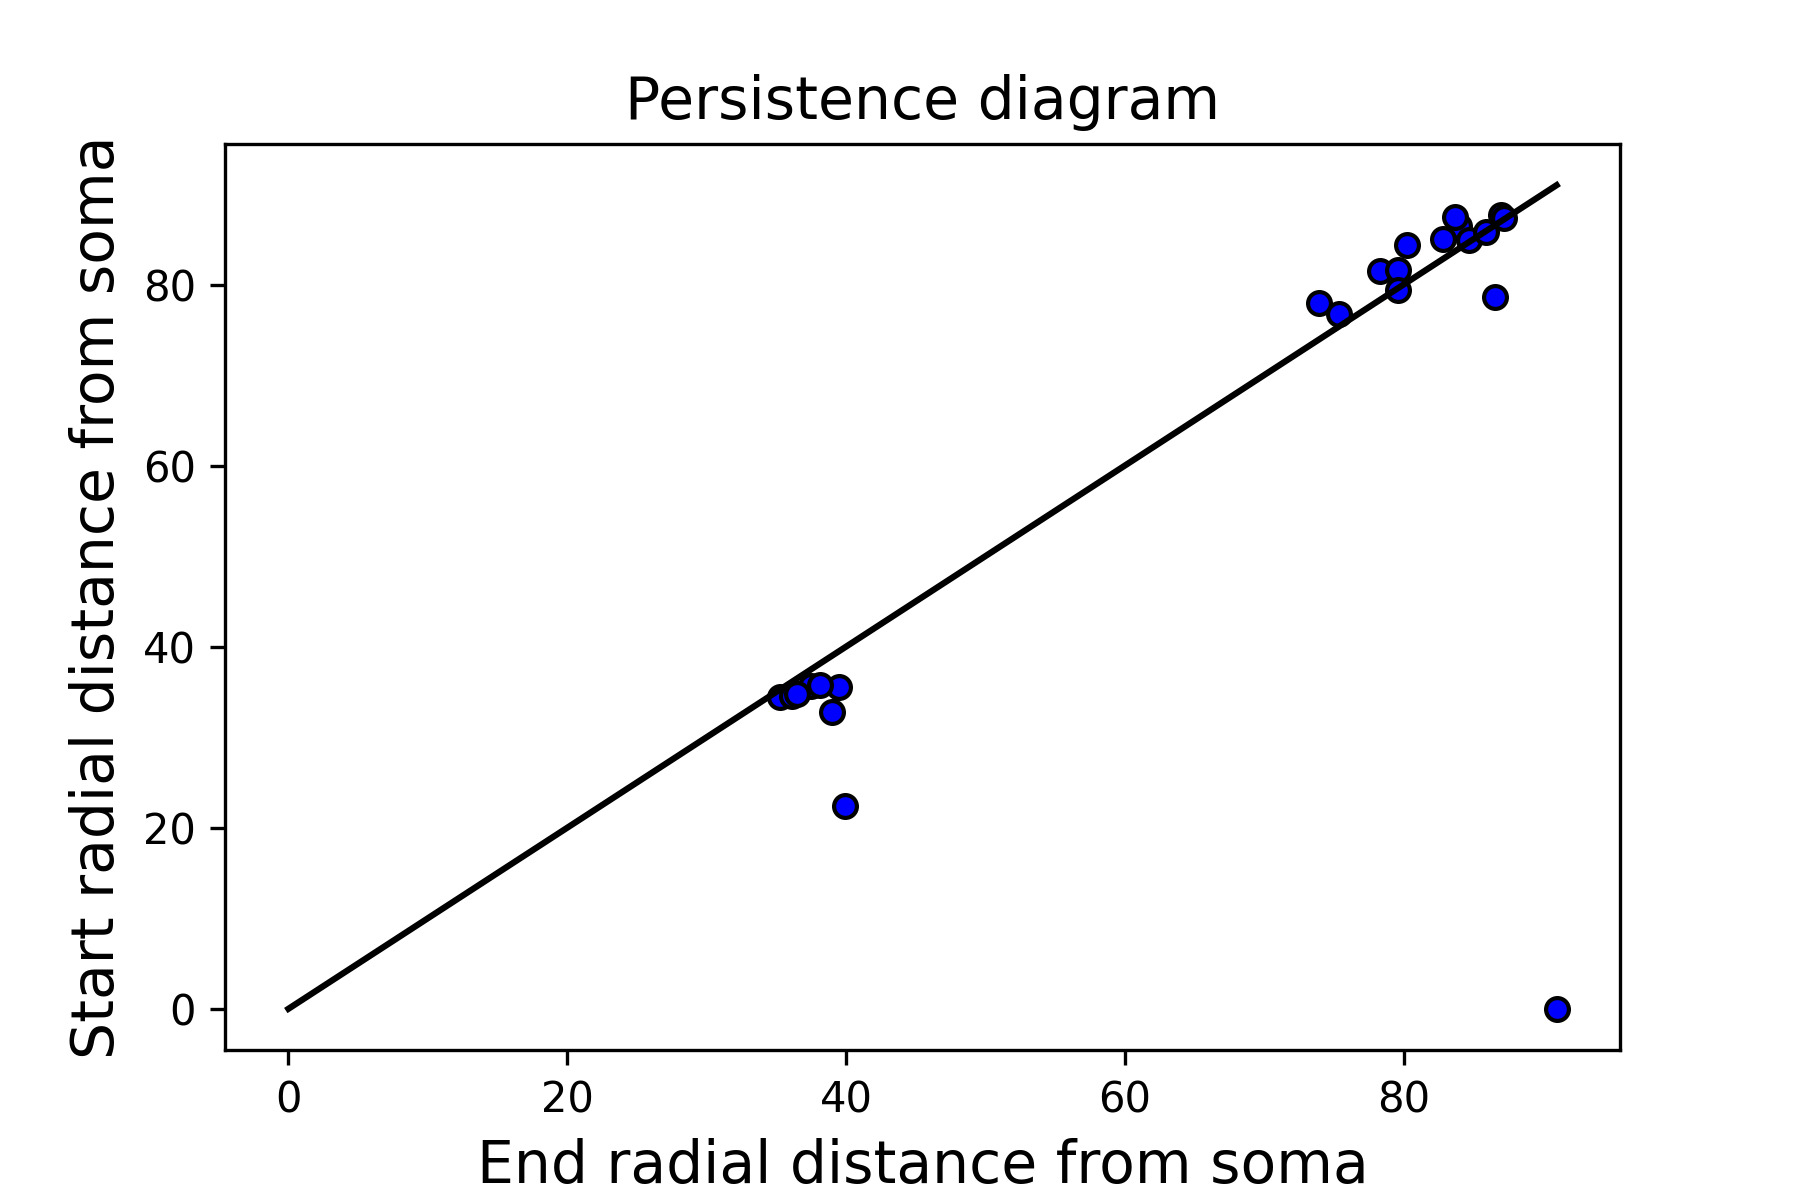 Persistence diagram
Start radial distance from soma
80
60
40
20
0
0 20 40 60 80
End radial distance from soma